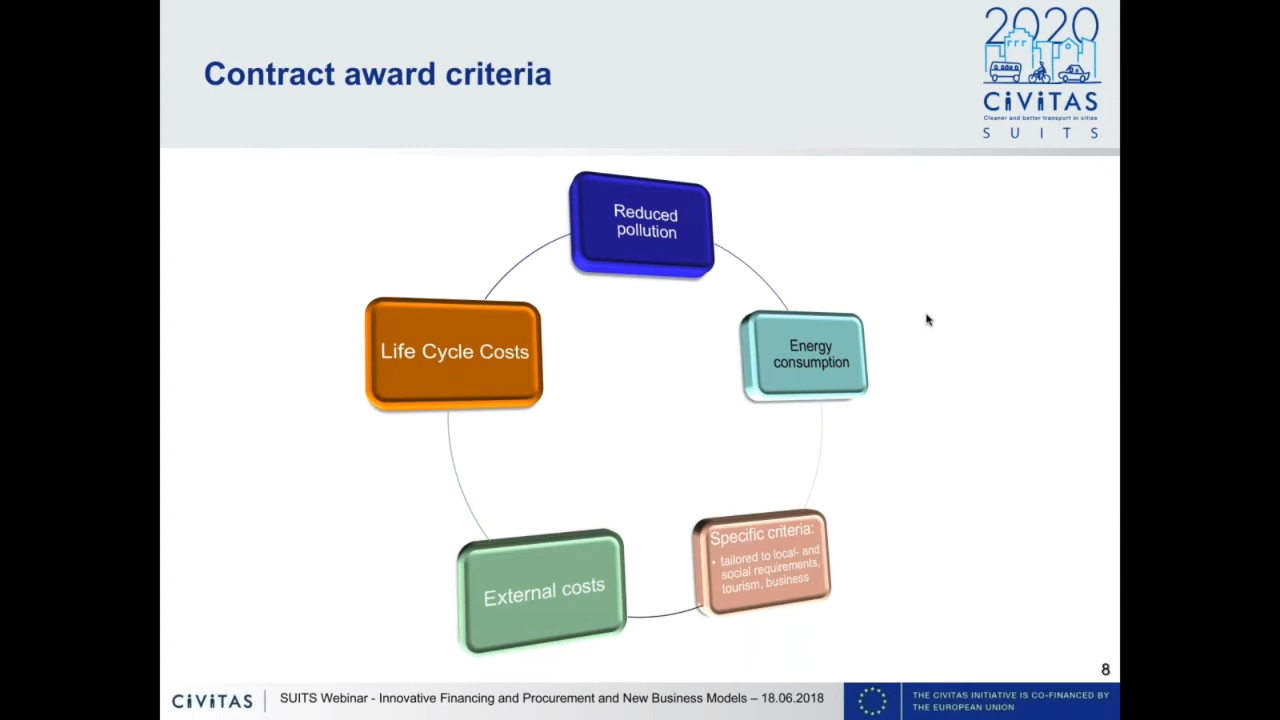 Contract award criteria
2020
CiViTAS
Cleaner and better transport in cities
SUITS
Reduced
pollution
Life Cycle Costs
Energy
consumption
Specific criteria:
• tailored to local- and
social requirements,
tourism, business
External costs
8
CiViTAS
SUITS Webinar - Innovative Financing and Procurement and New Business Models – 18.06.2018
THE CIVITAS INITIATIVE IS CO-FINANCED BY
THE EUROPEAN UNION